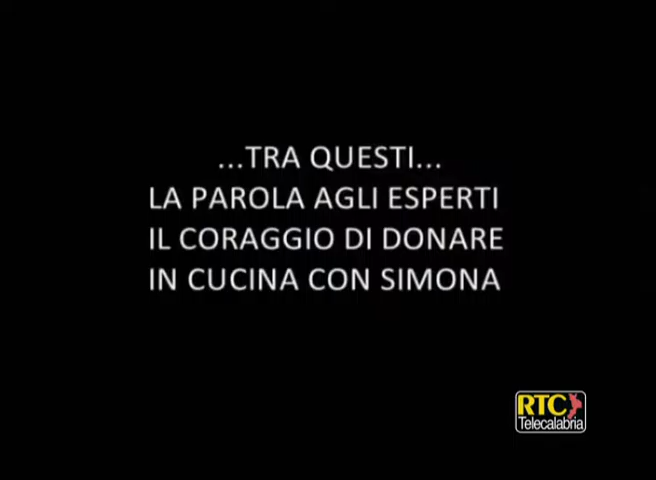 ...TRA QUESTI...
LA PAROLA AGLI ESPERTI
IL CORAGGIO DI DONARE
IN CUCINA CON SIMONA
RTC
Telecalabria